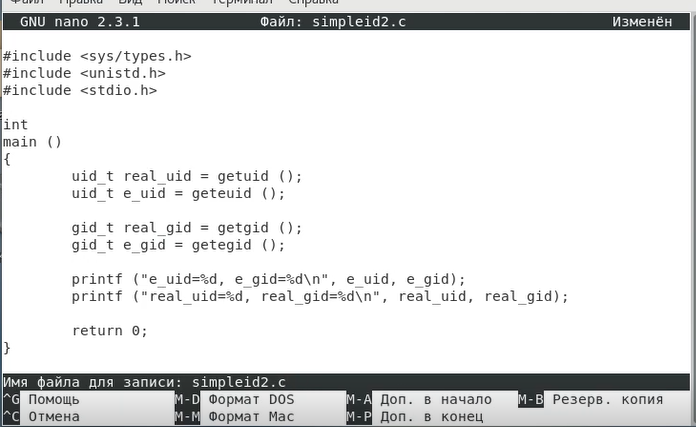 Файл Правка Вид Поиск Терминал Справка
GNU nano 2.3.1 Файл: simpleid2.c Изменён
#include <sys/types.h>
#include <unistd.h>
#include <stdio.h>
int
main ()
{
uid_t real_uid = getuid ();
uid_t e_uid = geteuid ();
gid_t real_gid = getgid ();
gid_t e_gid = getegid ();
printf ("e_uid=%d, e_gid=%d\n", e_uid, e_gid);
printf ("real_uid=%d, real_gid=%d\n", real_uid, real_gid);
return 0;
}
Имя файла для записи: simpleid2.c
^G Помощь M-D Формат DOS M-A Доп. в начало M-B Резерв. копия
^C Отмена M-M Формат Mac M-P Доп. в конец